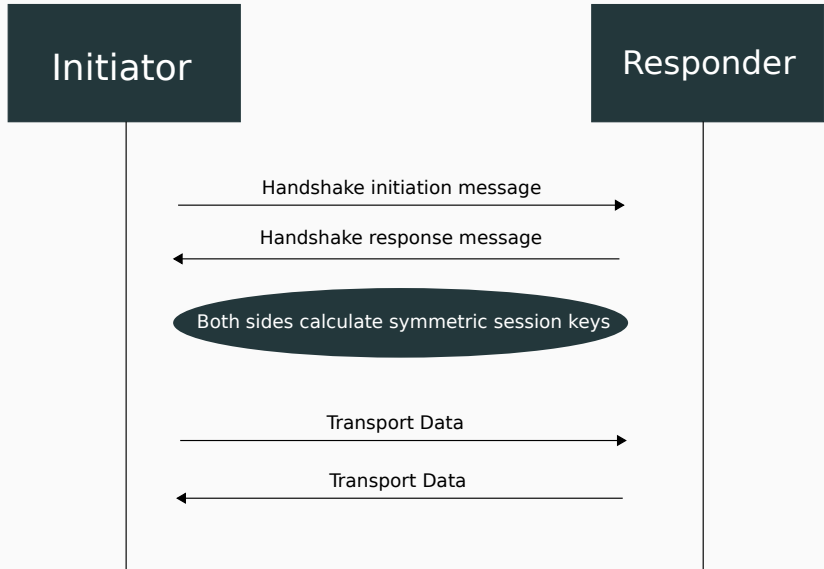 Initiator
Responder
Handshake initiation message
Handshake response message
Both sides calculate symmetric session keys
Transport Data
Transport Data